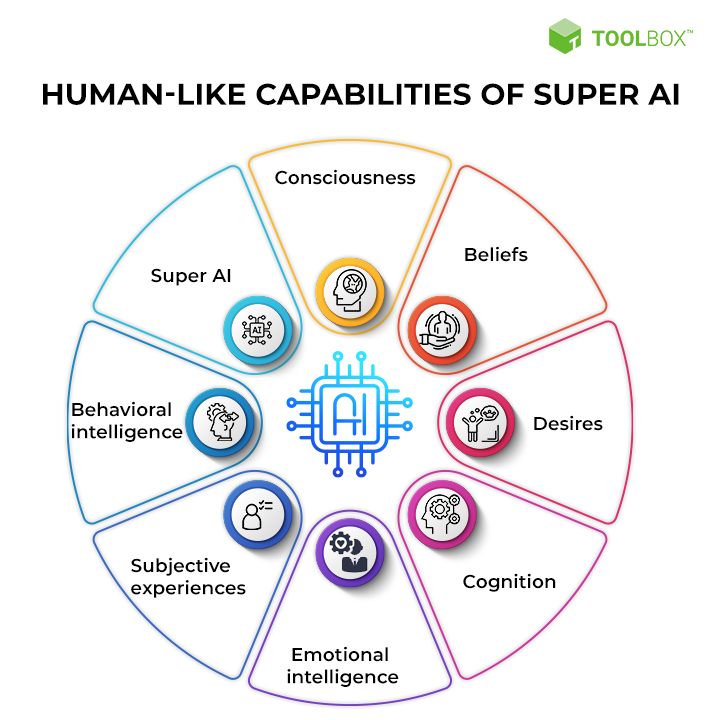 TOOLBOX™
HUMAN-LIKE CAPABILITIES OF SUPER AI
Consciousness
Beliefs
Desires
Cognition
Emotional
intelligence
Subjective
experiences
Behavioral
intelligence
Super AI
AI
AI